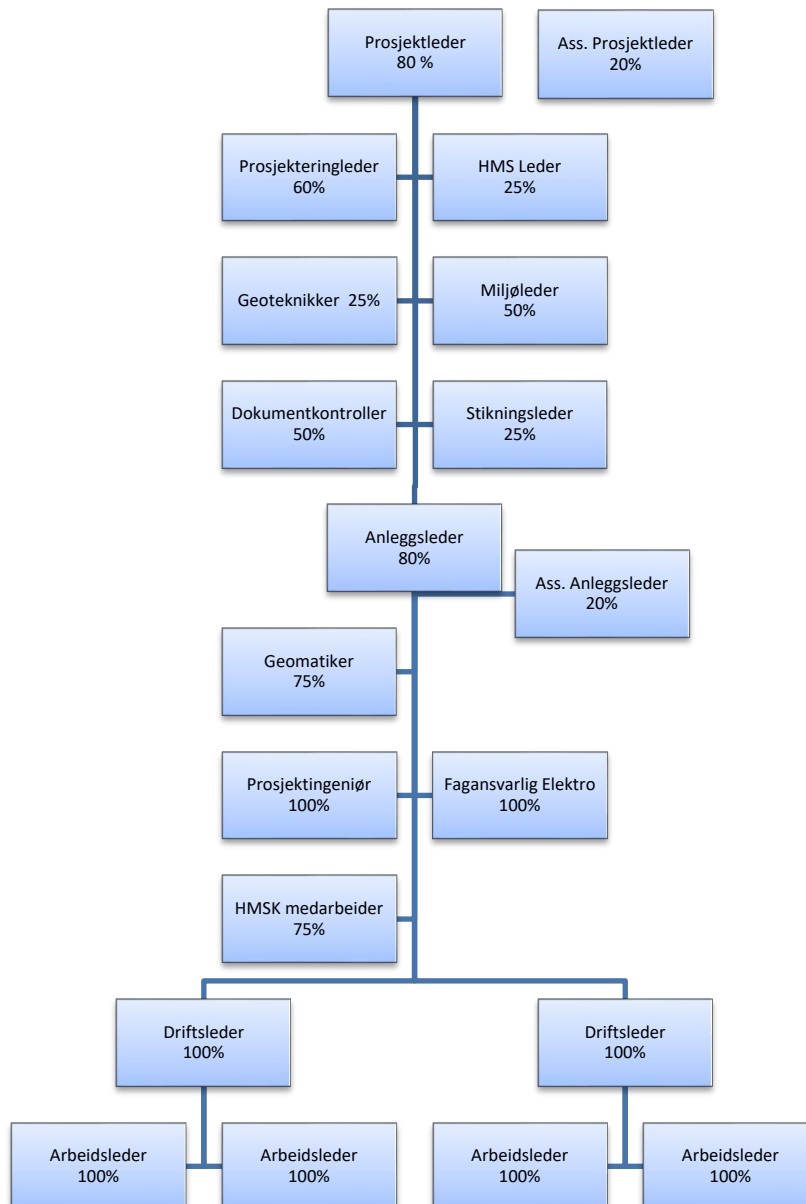 Prosjektleder
80 %
Ass. Prosjektleder
20%
Prosjekteringleder
60%
HMS Leder
25%
Geoteknikker 25%
Miljøleder
50%
Dokumentkontroller
50%
Stikningsleder
25%
Anleggsleder
80%
Ass. Anleggsleder
20%
Geomatiker
75%
Prosjektingeniør
100%
Fagansvarlig Elektro
100%
HMSK medarbeider
75%
Driftsleder
100%
Driftsleder
100%
Arbeidsleder
100%
Arbeidsleder
100%
Arbeidsleder
100%
Arbeidsleder
100%